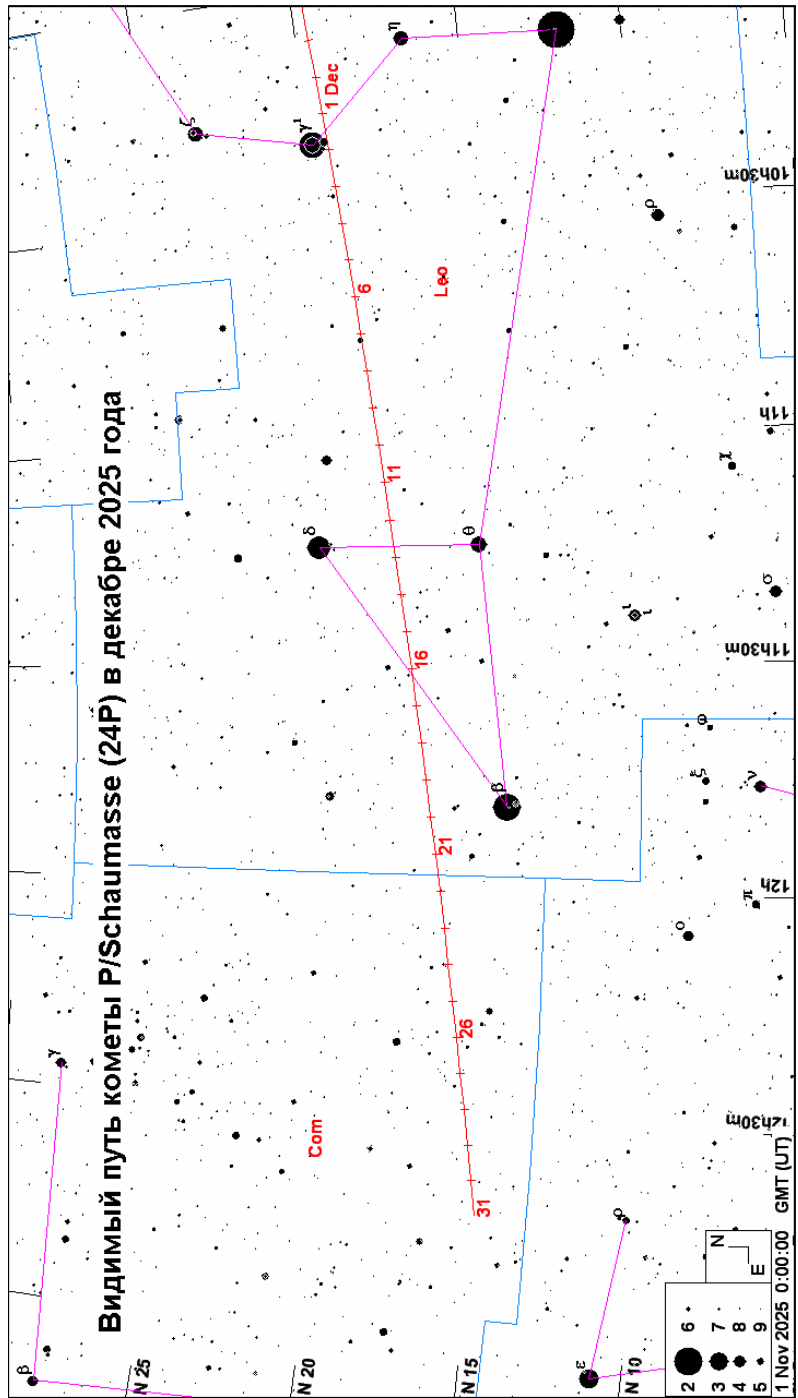 Видимый путь кометы P/Schaumasse (24P) в декабре 2025 года
β
γ
ζ
γ¹
η
1 Dec
6
11
16
21
26
31
Leo
Com
δ
θ
β
ρ
χ
ι
ι
σ
ω
ξ
ν
π
ο
ρ
ε
N 25
N 20
N 15
N 10
10h30m
11h
11h30m
12h
12h30m
N
E
2 6
3 7
4 8
5 9
1 Nov 2025 0:00:00 GMT (UT)